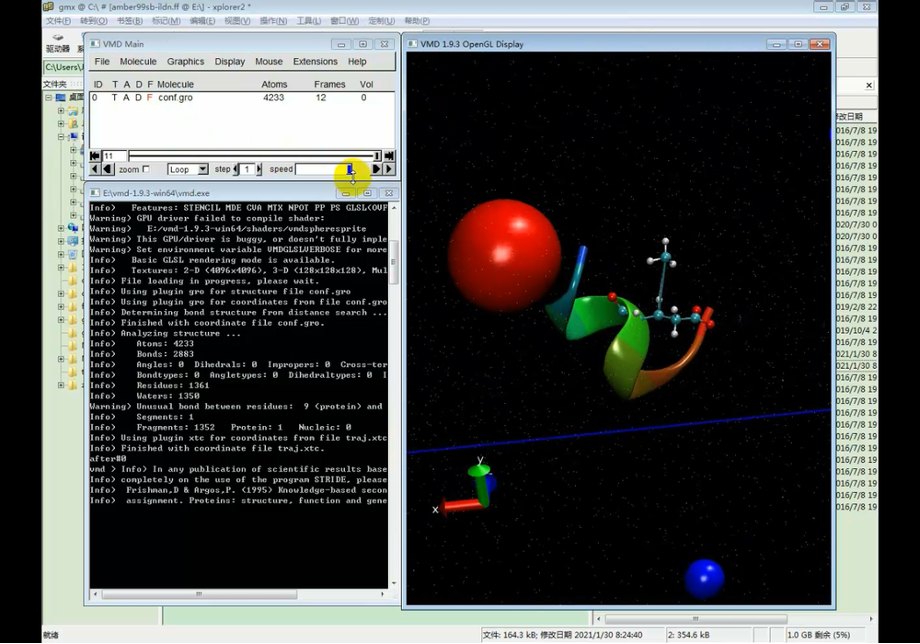 gmx @ C:\ # [amber99sb-ildn.ff @ E:\] - xplorer2 *
文件(F) 转到(O) 书签(B) 标记(M) 编辑(E) 视图(V) 操作(N) 工具(L) 窗口(W) 定制(U) 帮助(P)
驱动器
C:\Users\
文件夹
VMD Main
File Molecule Graphics Display Mouse Extensions Help
ID T A D F Molecule Atoms Frames Vol
0 T A D F conf.gro 4233 12 0
11
zoom Loop step 1 speed
E:\vmd-1.9.3-win64\vmd.exe
Info) Features: STENCIL MDE CVA MTX NPOT PP PS GLSL(OVF
Warning) GPU driver failed to compile shader:
Warning) E:/vmd-1.9.3-win64/shaders/vmdspheresprite
Warning) This GPU/driver is buggy, or doesn't fully imple
Warning) Set environment variable VMDGLSLVERBOSE for more
Info) Basic GLSL rendering mode is available.
Info) Textures: 2-D (4096x4096), 3-D (128x128x128), Mul
Info) File loading in progress, please wait.
Info) Using plugin gro for structure file conf.gro
Info) Using plugin gro for coordinates from file conf.gro
Info) Determining bond structure from distance search ...
Info) Finished with coordinate file conf.gro.
Info) Analyzing structure ...
Info) Atoms: 4233
Info) Bonds: 2883
Info) Angles: 0 Dihedrals: 0 Impropers: 0 Cross-ter
Info) Bondtypes: 0 Angletypes: 0 Dihedraltypes: 0 I
Info) Residues: 1361
Info) Waters: 1350
Warning) Unusual bond between residues: 9 (protein) and
Info) Segments: 1
Info) Fragments: 1352 Protein: 1 Nucleic: 0
Info) Using plugin xtc for coordinates from file traj.xtc
Info) Finished with coordinate file traj.xtc.
after#0
vmd > Info) In any publication of scientific results base
Info) completely on the use of the program STRIDE, please
Info) Frishman,D & Argos,P. (1995) Knowledge-based secon
Info) assignment. Proteins: structure, function and gene
VMD 1.9.3 OpenGL Display
y
x
修改日期
016/7/8 19
016/7/8 19
016/7/8 19
016/7/8 19
016/7/8 19
016/7/8 19
016/7/8 19
020/7/30 0
020/7/30 0
016/7/8 19
016/7/8 19
016/7/8 19
016/7/8 19
019/2/8 22
016/7/8 19
019/10/4 2
016/7/8 19
021/1/30 8
021/1/30 8
016/7/8 19
016/7/8 19
016/7/8 19
016/7/8 19
016/7/8 19
016/7/8 19
016/7/8 19
016/7/8 19
016/7/8 19
016/7/8 19
016/7/8 19
就绪
文件: 164.3 kB; 修改日期 2021/1/30 8:24:40
2: 354.6 kB
1.0 GB 剩余 (5%)